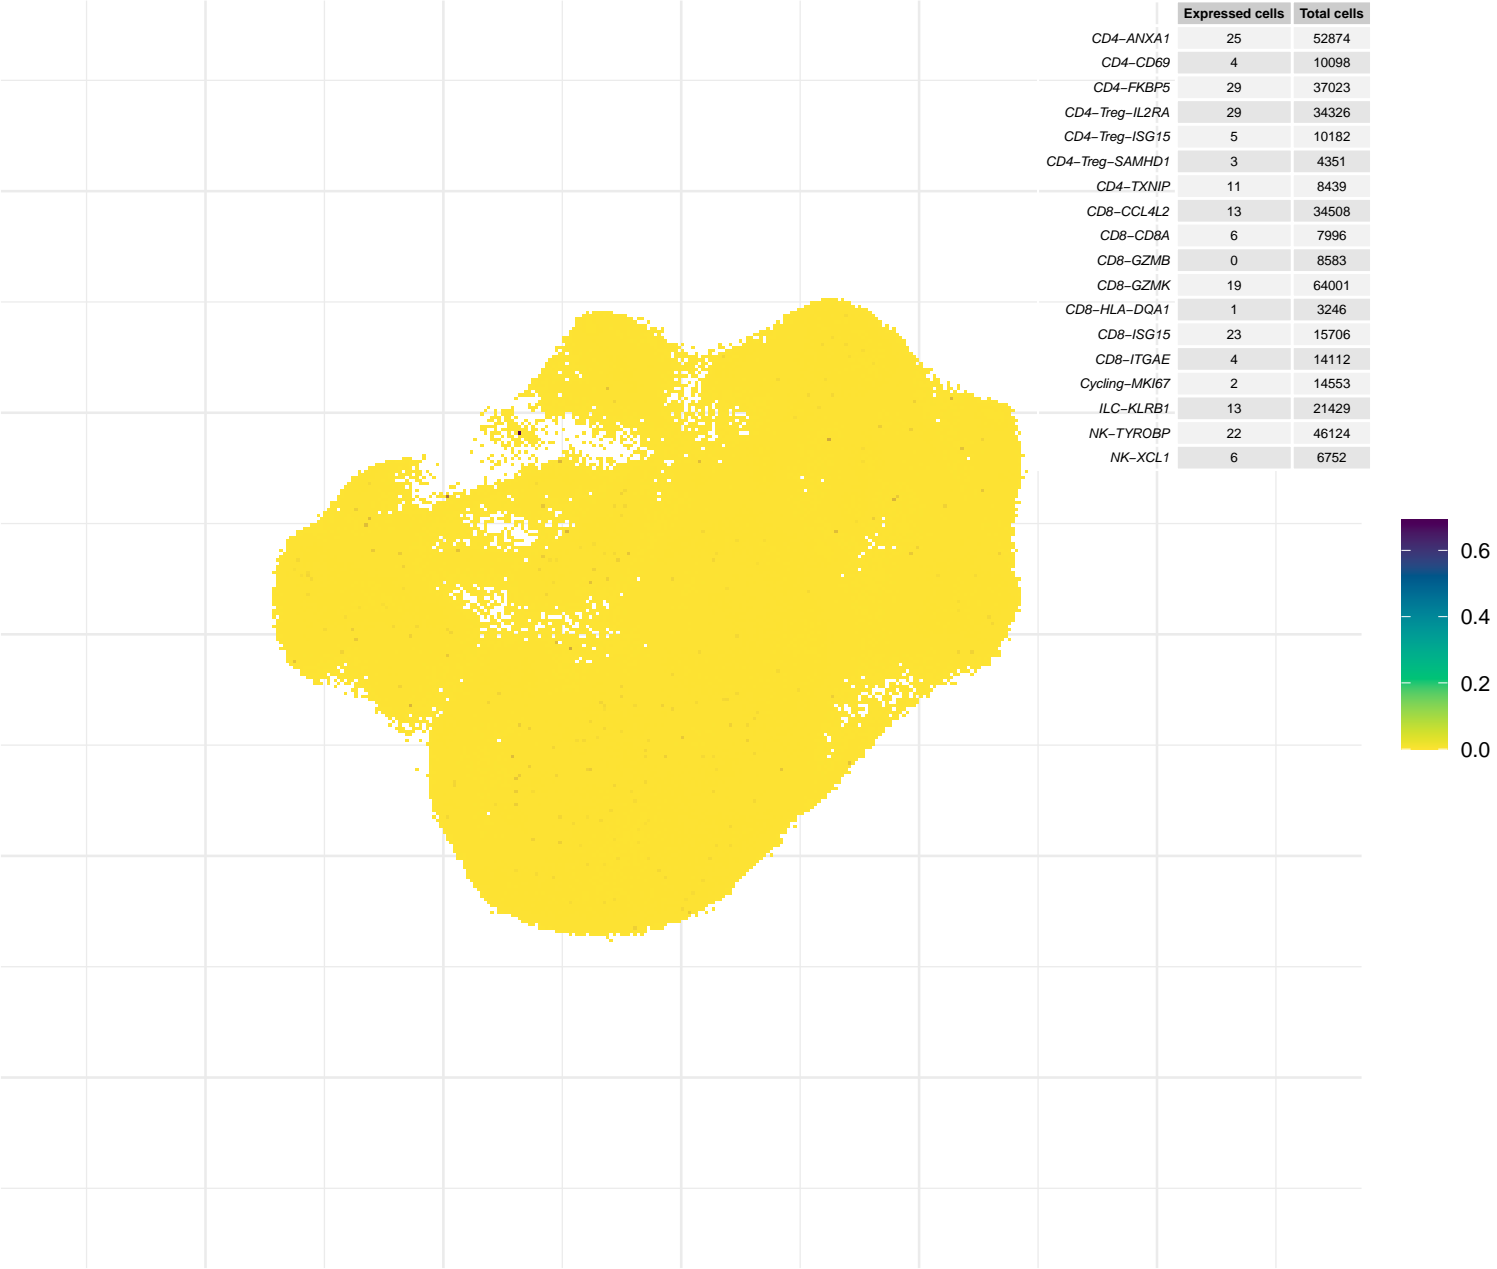 Expressed cells Total cells
CD4−ANXA1 25 52874
CD4−CD69 4 10098
CD4−FKBP5 29 37023
CD4−Treg−IL2RA 29 34326
CD4−Treg−ISG15 5 10182
CD4−Treg−SAMHD1 3 4351
CD4−TXNIP 11 8439
CD8−CCL4L2 13 34508
CD8−CD8A 6 7996
CD8−GZMB 0 8583
CD8−GZMK 19 64001
CD8−HLA−DQA1 1 3246
CD8−ISG15 23 15706
CD8−ITGAE 4 14112
Cycling−MKI67 2 14553
ILC−KLRB1 13 21429
NK−TYROBP 22 46124
NK−XCL1 6 6752
0.6
0.4
0.2
0.0